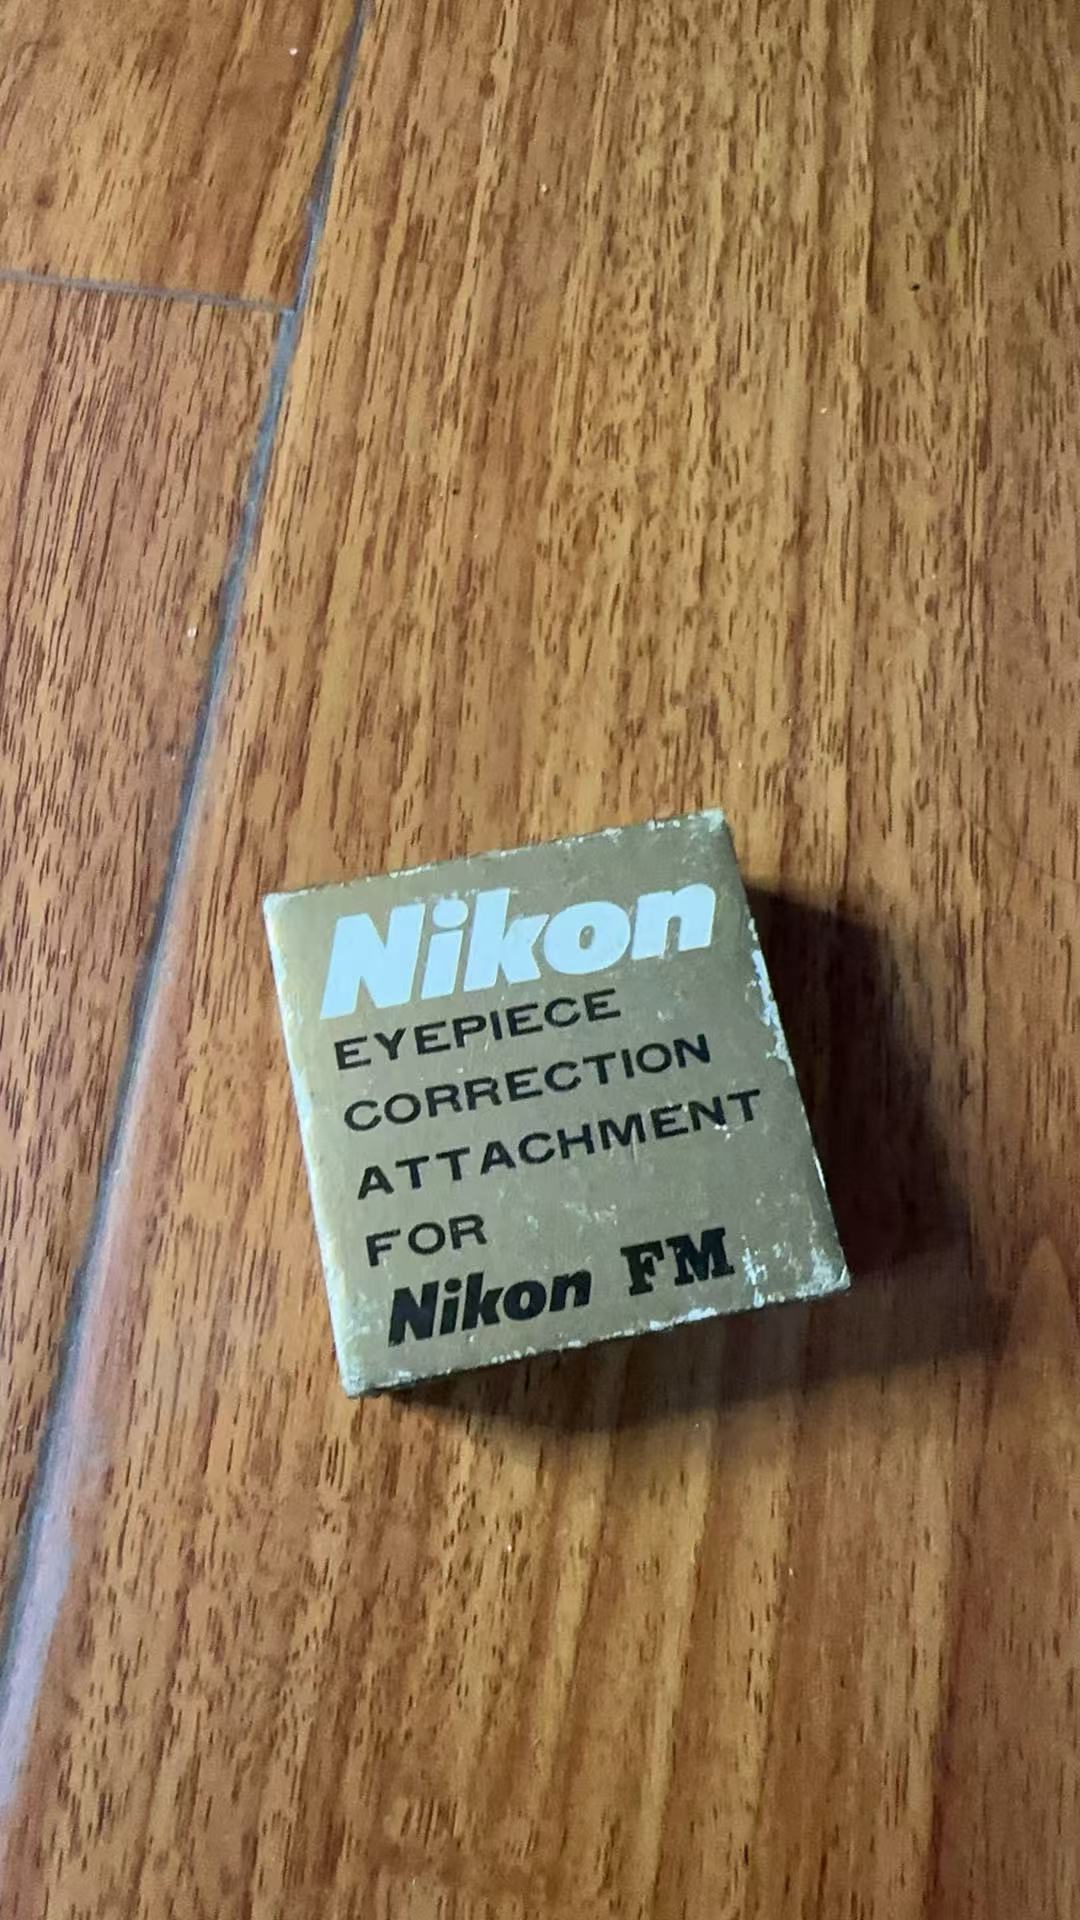 Nikon
EYEPIECE
CORRECTION
ATTACHMENT
FOR
Nikon FM